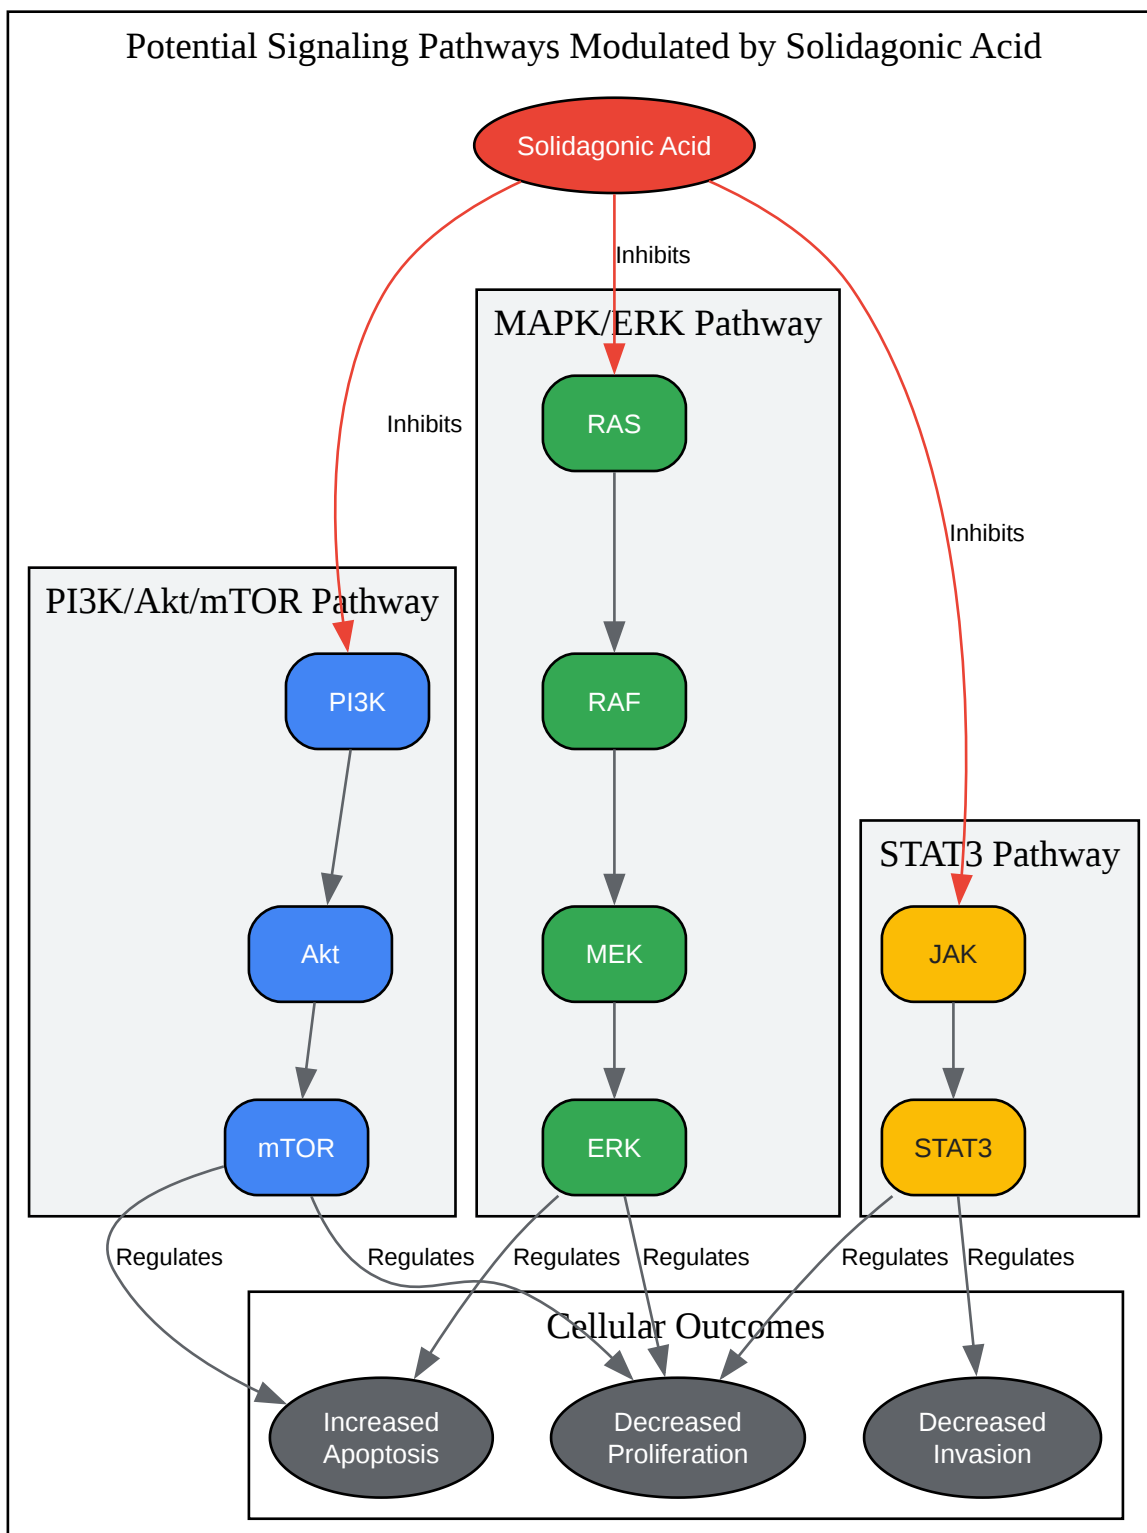 Potential Signaling Pathways Modulated by Solidagonic Acid
Solidagonic Acid
Inhibits
MAPK/ERK Pathway
RAS
Inhibits
Inhibits
PI3K/Akt/mTOR Pathway
PI3K
RAF
STAT3 Pathway
Akt
MEK
JAK
mTOR
ERK
STAT3
Regulates
Regulates
Regulates
Regulates
Regulates
Regulates
Cellular Outcomes
Increased
Apoptosis
Decreased
Proliferation
Decreased
Invasion